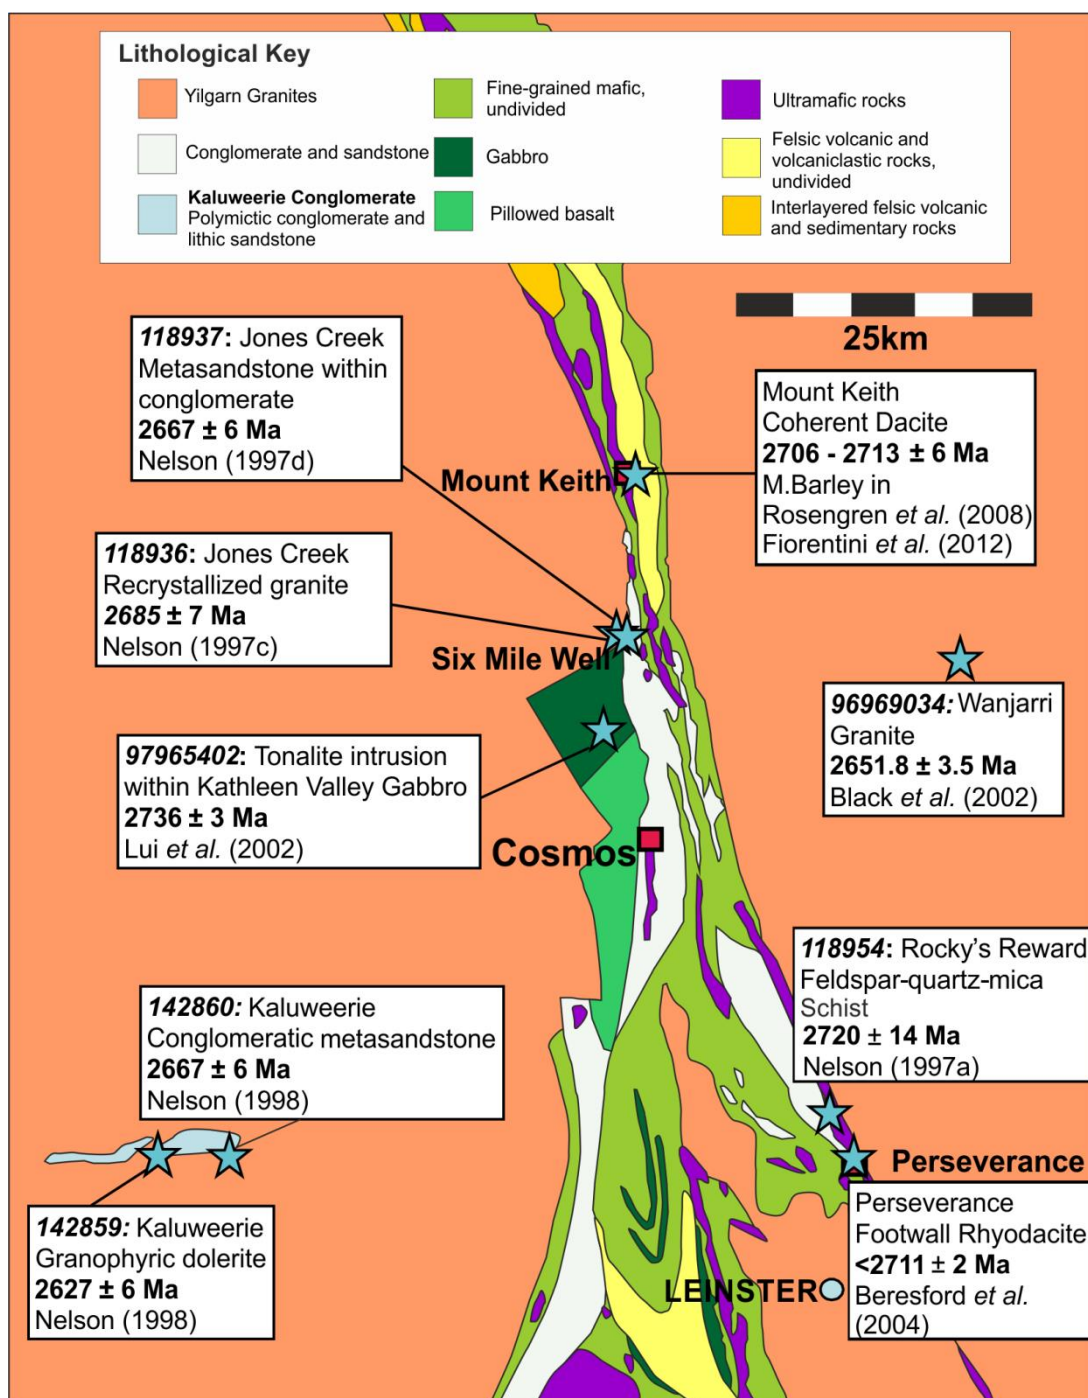 Lithological Key
Yilgarn Granites
Conglomerate and sandstone
Kaluweerie Conglomerate
Polymictic conglomerate and
lithic sandstone
Fine-grained mafic,
undivided
Gabbro
Pillowed basalt
Ultramafic rocks
Felsic volcanic and
volcaniclastic rocks,
undivided
Interlayered felsic volcanic
and sedimentary rocks
25km
118937: Jones Creek
Metasandstone within
conglomerate
2667 ± 6 Ma
Nelson (1997d)
Mount Keith
Coherent Dacite
2706 - 2713 ± 6 Ma
M.Barley in
Rosengren et al. (2008)
Fiorentini et al. (2012)
Mount Keith
118936: Jones Creek
Recrystallized granite
2685 ± 7 Ma
Nelson (1997c)
Six Mile Well
96969034: Wanjarri
Granite
2651.8 ± 3.5 Ma
Black et al. (2002)
97965402: Tonalite intrusion
within Kathleen Valley Gabbro
2736 ± 3 Ma
Lui et al. (2002)
Cosmos
118954: Rocky's Reward
Feldspar-quartz-mica
Schist
2720 ± 14 Ma
Nelson (1997a)
142860: Kaluweerie
Conglomeratic metasandstone
2667 ± 6 Ma
Nelson (1998)
Perseverance
Perseverance
Footwall Rhyodacite
<2711 ± 2 Ma
Beresford et al.
(2004)
142859: Kaluweerie
Granophyric dolerite
2627 ± 6 Ma
Nelson (1998)
LEINSTER